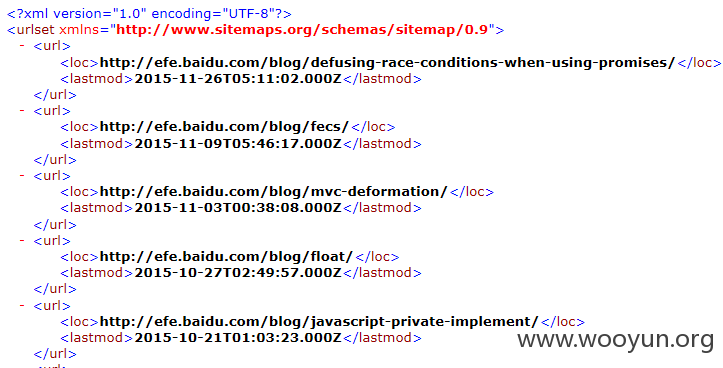 <?xml version="1.0" encoding="UTF-8"?>
<urlset xmlns="http://www.sitemaps.org/schemas/sitemap/0.9">
- <url>
<loc>http://efe.baidu.com/blog/defusing-race-conditions-when-using-promises/</loc>
<lastmod>2015-11-26T05:11:02.000Z</lastmod>
</url>
- <url>
<loc>http://efe.baidu.com/blog/fecs/</loc>
<lastmod>2015-11-09T05:46:17.000Z</lastmod>
</url>
- <url>
<loc>http://efe.baidu.com/blog/mvc-deformation/</loc>
<lastmod>2015-11-03T00:38:08.000Z</lastmod>
</url>
- <url>
<loc>http://efe.baidu.com/blog/float/</loc>
<lastmod>2015-10-27T02:49:57.000Z</lastmod>
</url>
- <url>
<loc>http://efe.baidu.com/blog/javascript-private-implement/</loc>
<lastmod>2015-10-21T01:03:23.000Z</lastmod>
</url>
www.wooyun.org